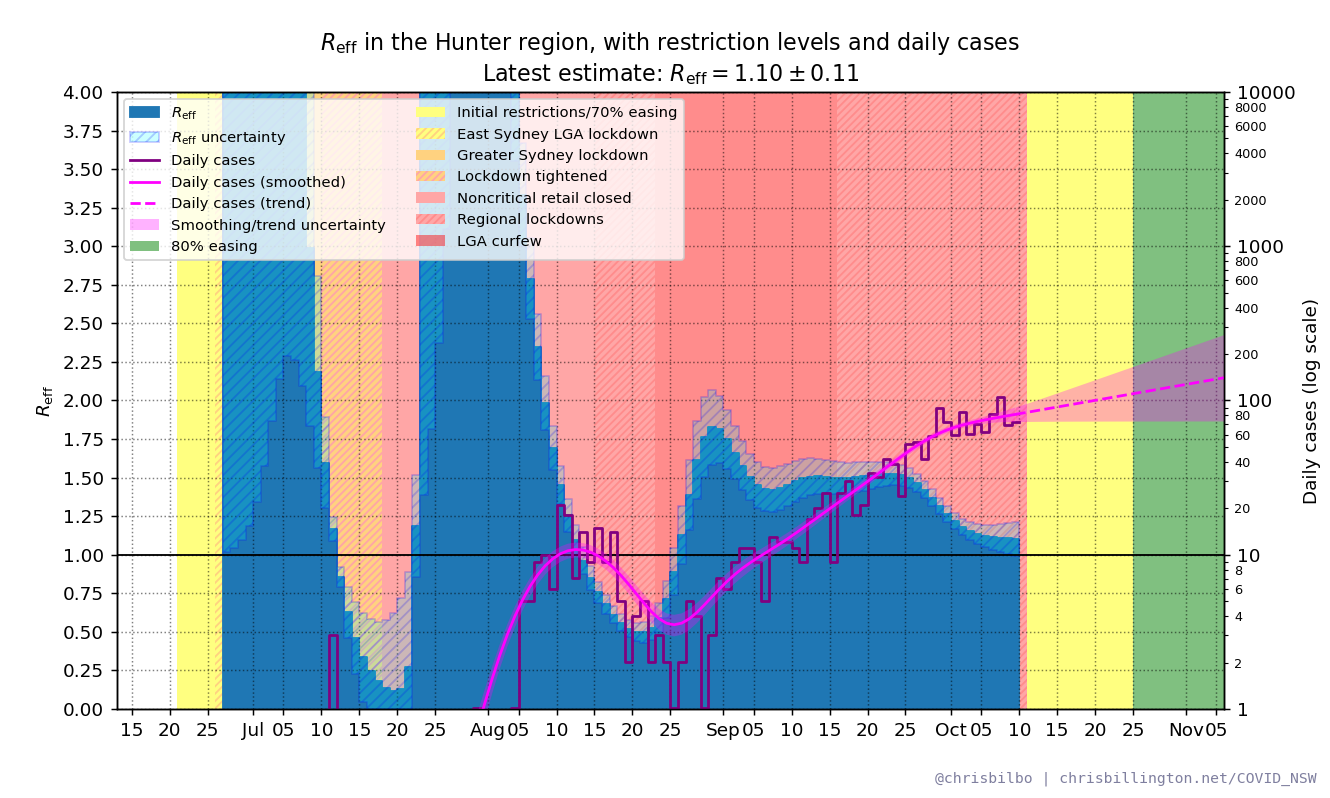 Reff in the Hunter region, with restriction levels and daily cases
Latest estimate: Reff = 1.10 ± 0.11
Reff
Reff uncertainty
Daily cases
Daily cases (smoothed)
Daily cases (trend)
Smoothing/trend uncertainty
80% easing
Initial restrictions/70% easing
East Sydney LGA lockdown
Greater Sydney lockdown
Lockdown tightened
Noncritical retail closed
Regional lockdowns
LGA curfew
Reff
4.00
3.75
3.50
3.25
3.00
2.75
2.50
2.25
2.00
1.75
1.50
1.25
1.00
0.75
0.50
0.25
0.00
10000
8000
6000
4000
2000
1000
800
600
400
200
100
80
60
40
20
10
8
6
4
2
1
Daily cases (log scale)
15 20 25 Jul 05 10 15 20 25 Aug 05 10 15 20 25 Sep 05 10 15 20 25 Oct 05 10 15 20 25 Nov 05
@chrisbilbo | chrisbillington.net/COVID_NSW